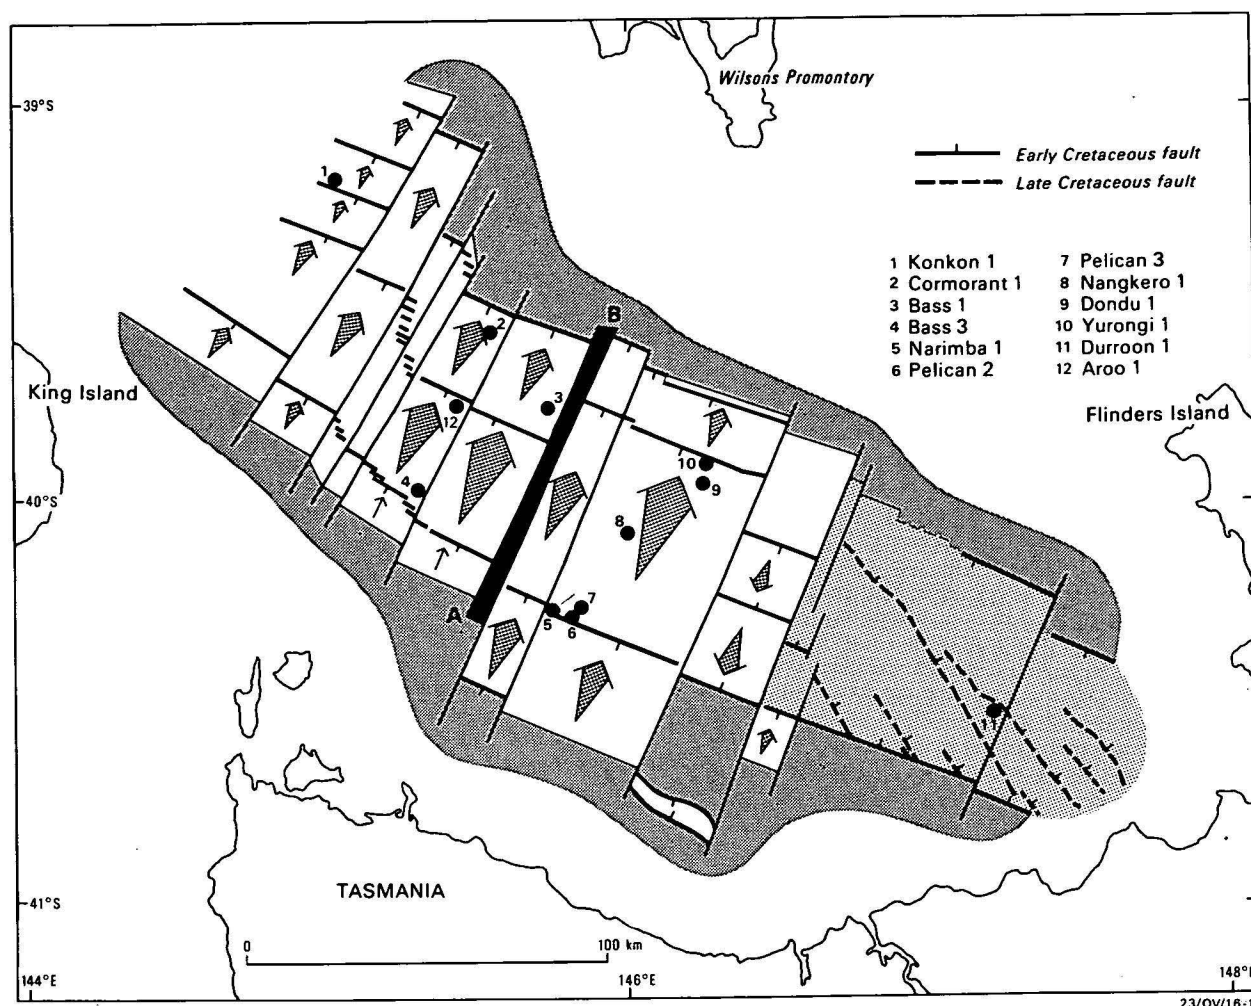 Wilsons Promontory
39°S
Early Cretaceous fault
Late Cretaceous fault
1 Konkon 1
2 Cormorant 1
3 Bass 1
4 Bass 3
5 Narimba 1
6 Pelican 2
7 Pelican 3
8 Nangkero 1
9 Dondu 1
10 Yurongi 1
11 Durroon 1
12 Aroo 1
1
2
B
King Island
Flinders Island
3
12
10
4
9
40°S
8
7
A
5
6
TASMANIA
41°S
0
100 km
144°E
146°E